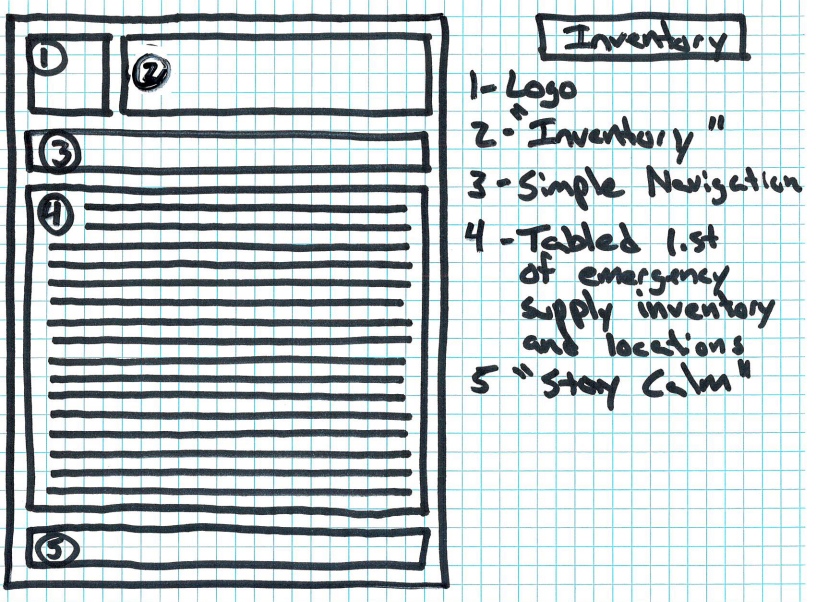 Inventory
1
2
3
4
5
1- Logo
2- "Inventory"
3- Simple Navigation
4 - Tabled list
of emergency
supply inventory
and locations
5 "Stay Calm"